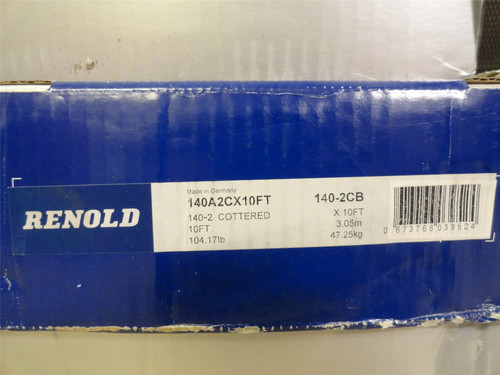 RENOLD
Made in Germany
140A2CX10FT 140-2CB
140-2 COTTERED X 10FT
10FT 3.05m
104.17lb 47.25kg
0 673766 039524